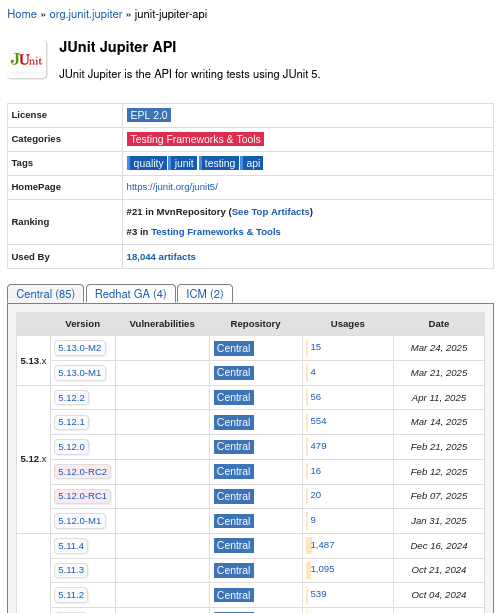 Home » org.junit.jupiter » junit-jupiter-api
JUnit
JUnit Jupiter API
JUnit Jupiter is the API for writing tests using JUnit 5.
License EPL 2.0
Categories Testing Frameworks & Tools
Tags quality junit testing api
HomePage https://junit.org/junit5/
Ranking #21 in MvnRepository (See Top Artifacts)
#3 in Testing Frameworks & Tools
Used By 18,044 artifacts
Central (85) Redhat GA (4) ICM (2)
Version Vulnerabilities Repository Usages Date
5.13.x
5.13.0-M2 Central 15 Mar 24, 2025
5.13.0-M1 Central 4 Mar 21, 2025
5.12.x
5.12.2 Central 56 Apr 11, 2025
5.12.1 Central 554 Mar 14, 2025
5.12.0 Central 479 Feb 21, 2025
5.12.0-RC2 Central 16 Feb 12, 2025
5.12.0-RC1 Central 20 Feb 07, 2025
5.12.0-M1 Central 9 Jan 31, 2025
5.11.4 Central 1,487 Dec 16, 2024
5.11.3 Central 1,095 Oct 21, 2024
5.11.2 Central 539 Oct 04, 2024